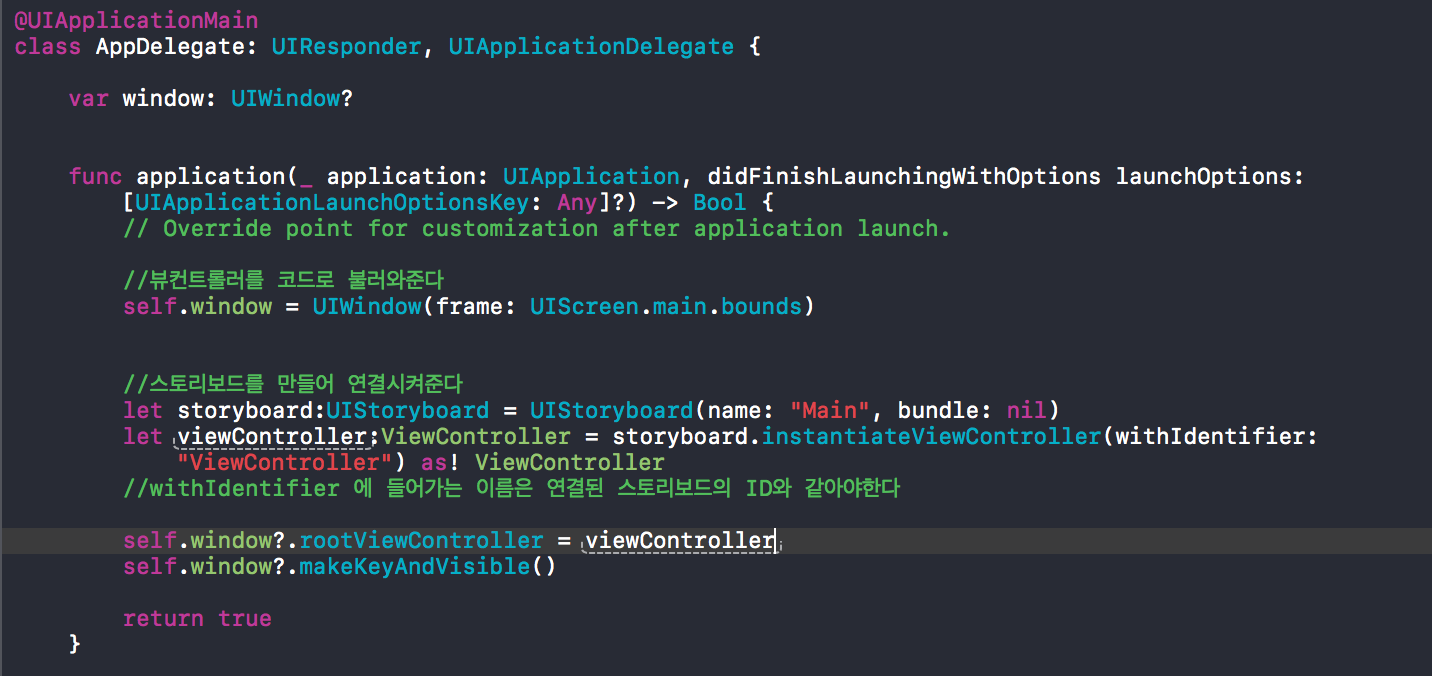 @UIApplicationMain
class AppDelegate: UIResponder, UIApplicationDelegate {
var window: UIWindow?
func application(_ application: UIApplication, didFinishLaunchingWithOptions launchOptions:
[UIApplicationLaunchOptionsKey: Any]?) -> Bool {
// Override point for customization after application launch.
//뷰컨트롤러를 코드로 불러와준다
self.window = UIWindow(frame: UIScreen.main.bounds)
//스토리보드를 만들어 연결시켜준다
let storyboard:UIStoryboard = UIStoryboard(name: "Main", bundle: nil)
let viewController:ViewController = storyboard.instantiateViewController(withIdentifier:
"ViewController") as! ViewController
//withIdentifier 에 들어가는 이름은 연결된 스토리보드의 ID와 같아야한다
self.window?.rootViewController = viewController
self.window?.makeKeyAndVisible()
return true
}